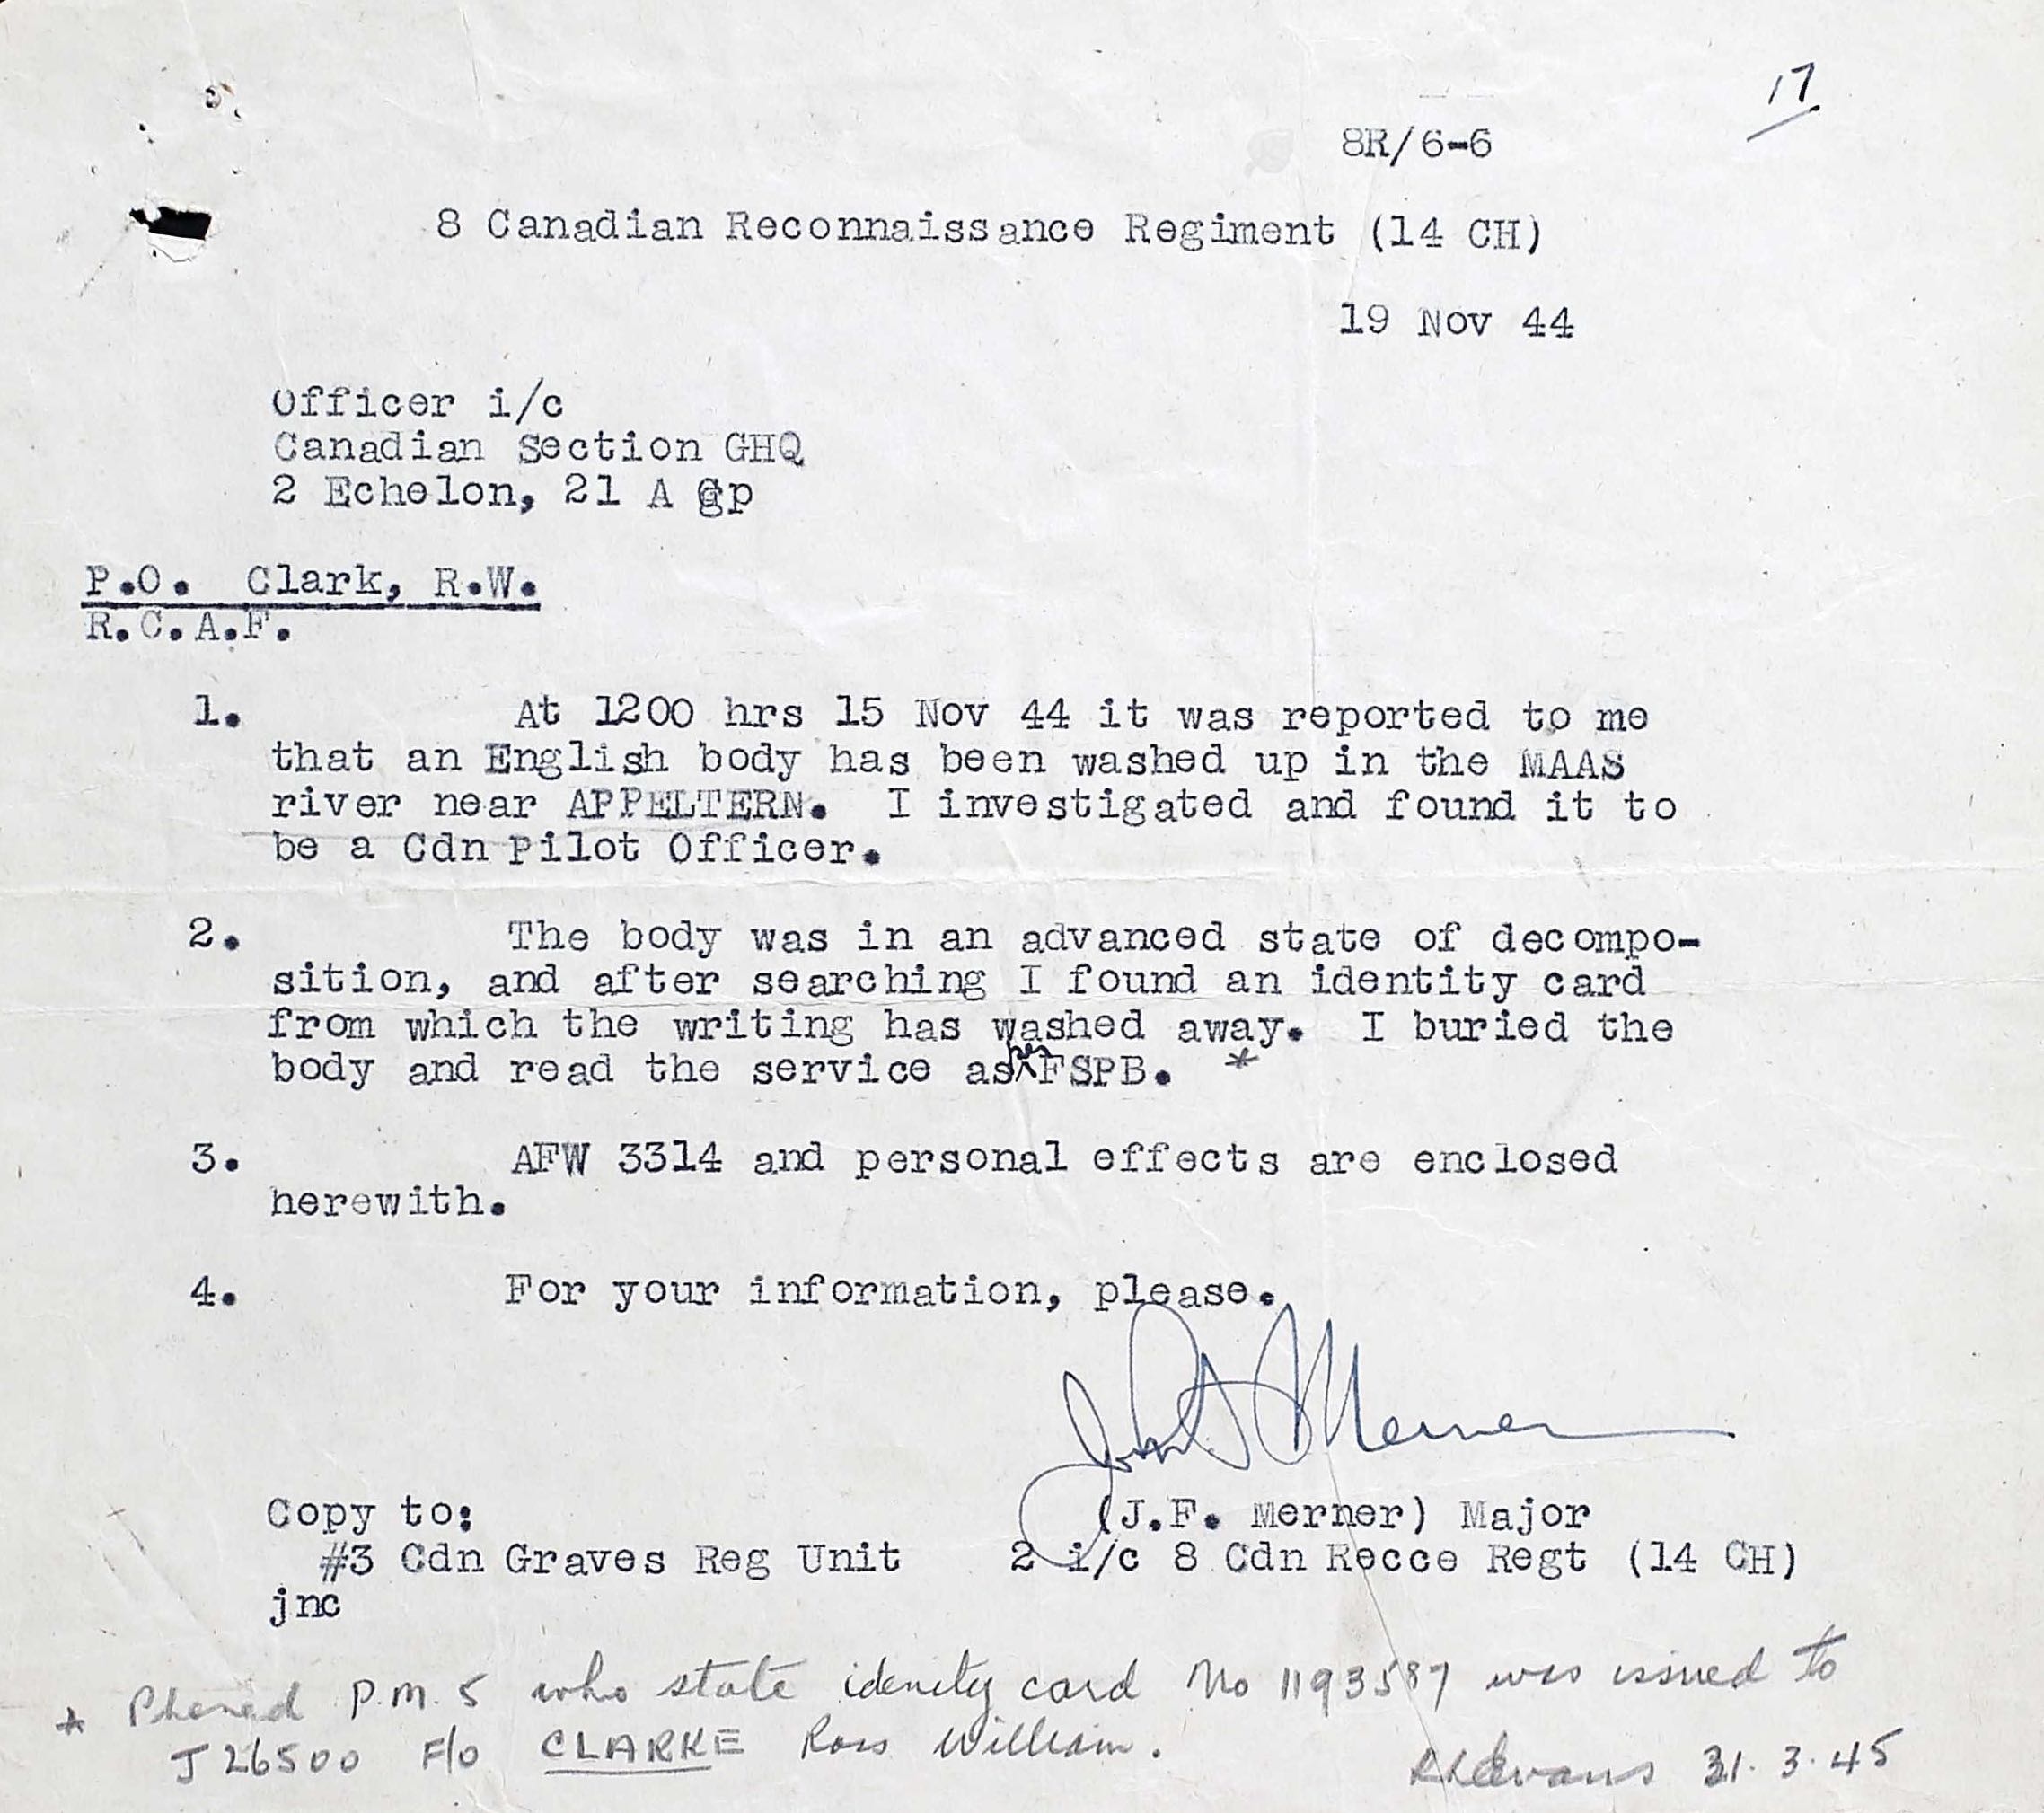 17
8R/6-6
8 Canadian Reconnaissance Regiment (14 CH)
19 Nov 44
Officer i/c
Canadian Section GHQ
2 Echelon, 21 A Gp
P.O. Clark, R.W.
R.C.A.F.
1. At 1200 hrs 15 Nov 44 it was reported to me
that an English body has been washed up in the MAAS
river near APPELTERN. I investigated and found it to
be a Cdn Pilot Officer.
2. The body was in an advanced state of decompo-
sition, and after searching I found an identity card
from which the writing has washed away. I buried the
body and read the service as per FSPB. *
3. AFW 3314 and personal effects are enclosed
herewith.
4. For your information, please.
Merner
Copy to: (J.F. Merner) Major
#3 Cdn Graves Reg Unit 2 i/c 8 Cdn Recce Regt (14 CH)
jnc
* Phoned P.M. 5 who state idenity card No 1193587 was issued to
J26500 F/o CLARKE Ross William.
Evans 31.3.45